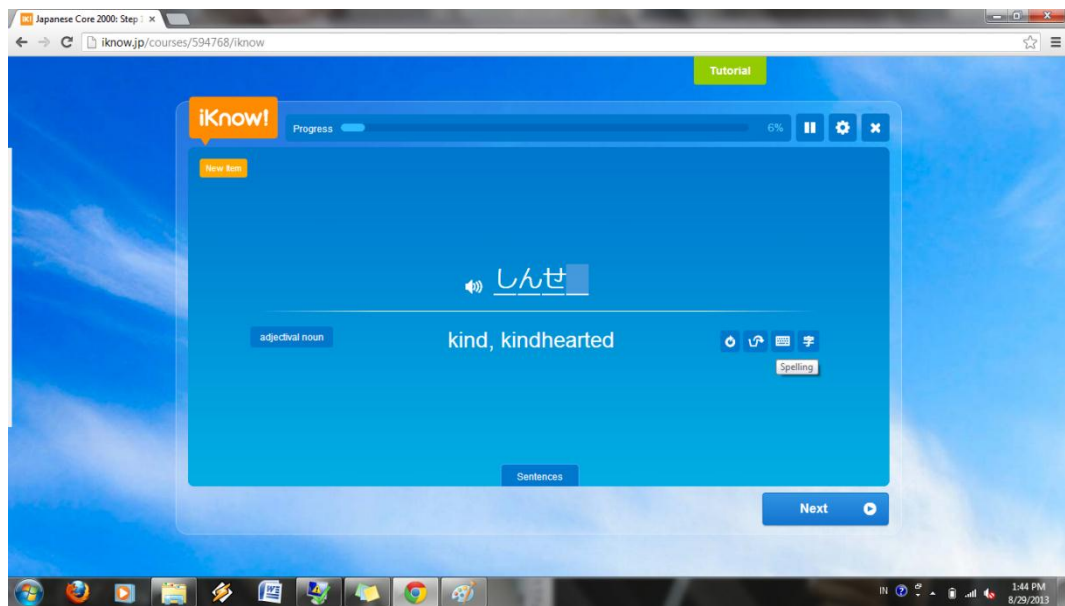 Japanese Core 2000: Step
iknow.jp/courses/594768/iknow
Tutorial
iKnow!
Progress
6%
New item
しんせ
adjectival noun
kind, kindhearted
字
Spelling
Sentences
Next
IN
1:44 PM
8/29/2013